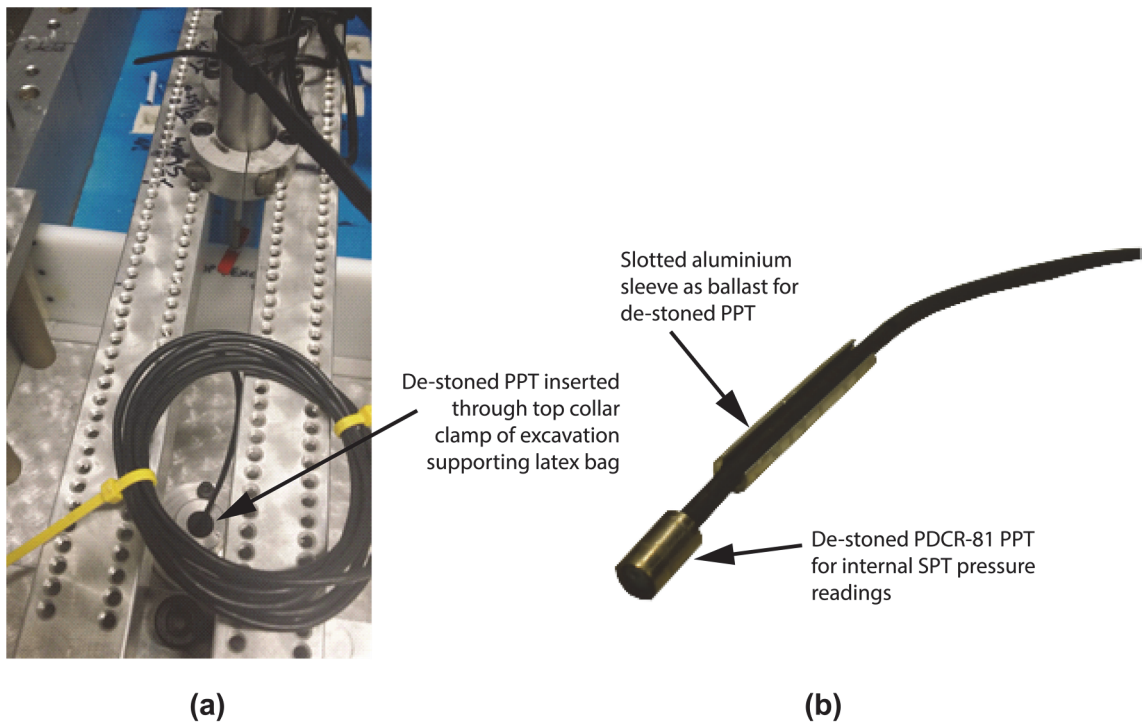 Slotted aluminium
sleeve as ballast for
de-stoned PPT
De-stoned PPT inserted
through top collar
clamp of excavation
supporting latex bag
De-stoned PDCR-81 PPT
for internal SPT pressure
readings
(a)
(b)